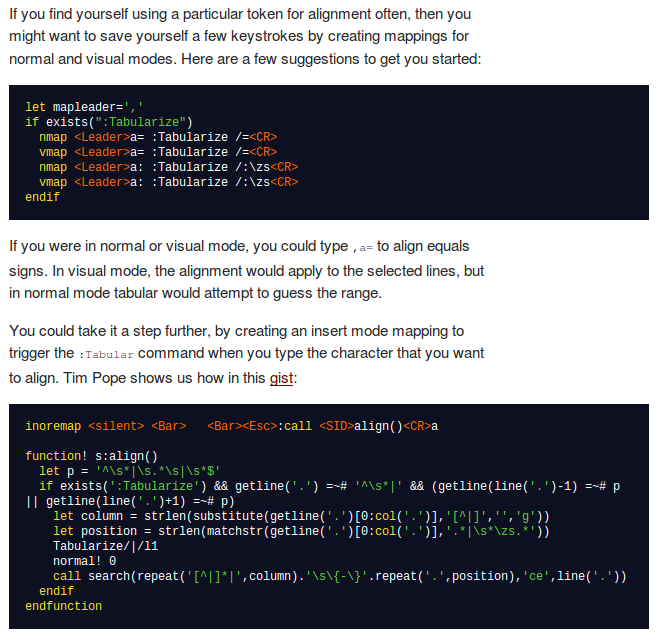 If you find yourself using a particular token for alignment often, then you
might want to save yourself a few keystrokes by creating mappings for
normal and visual modes. Here are a few suggestions to get you started:
let mapleader=','
if exists(":Tabularize")
  nmap <Leader>a= :Tabularize /=<CR>
  vmap <Leader>a= :Tabularize /=<CR>
  nmap <Leader>a: :Tabularize /:\zs<CR>
  vmap <Leader>a: :Tabularize /:\zs<CR>
endif
If you were in normal or visual mode, you could type ,a= to align equals
signs. In visual mode, the alignment would apply to the selected lines, but
in normal mode tabular would attempt to guess the range.
You could take it a step further, by creating an insert mode mapping to
trigger the :Tabular command when you type the character that you want
to align. Tim Pope shows us how in this gist:
inoremap <silent> <Bar>   <Bar><Esc>:call <SID>align()<CR>a
function! s:align()
  let p = '^\s*|\s.*\s|\s*$'
  if exists(':Tabularize') && getline('.') =~# '^\s*|' && (getline(line('.')-1) =~# p
|| getline(line('.')+1) =~# p)
    let column = strlen(substitute(getline('.')[0:col('.')],'[^|]','','g'))
    let position = strlen(matchstr(getline('.')[0:col('.')],'.*|\s*\zs.*'))
    Tabularize/|/l1
    normal! 0
    call search(repeat('[^|]*|',column).'\s\{-\}'.repeat('.',position),'ce',line('.'))
  endif
endfunction